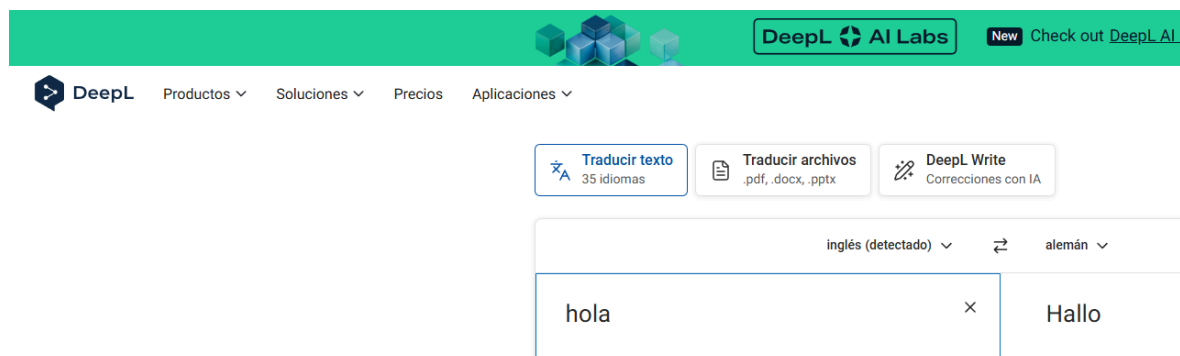 DeepL AI Labs New Check out DeepL AI
DeepL Productos Soluciones Precios Aplicaciones
Traducir texto Traducir archivos DeepL Write
35 idiomas .pdf, .docx, .pptx Correcciones con IA
inglés (detectado) alemán
hola Hallo